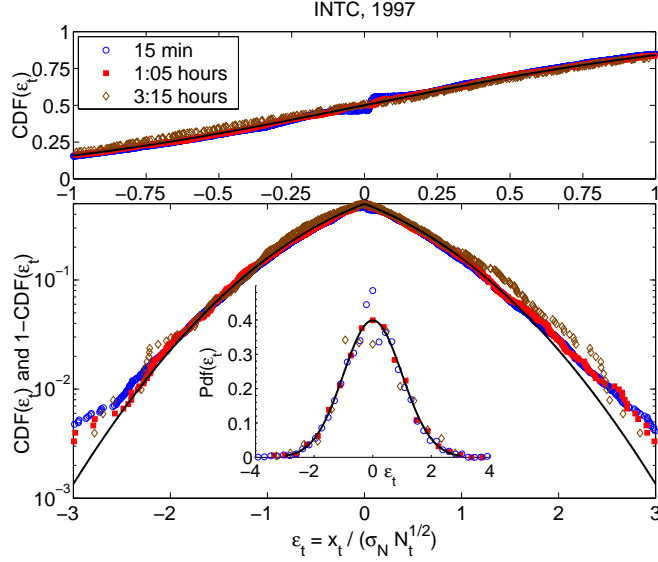 INTC, 1997
CDF(ε_t)
1
0.75
0.5
0.25
0
15 min
1:05 hours
3:15 hours
−1 −0.75 −0.5 −0.25 0 0.25 0.5 0.75 1
CDF(ε_t) and 1−CDF(ε_t)
10^−1
10^−2
10^−3
Pdf(ε_t)
0.4
0.3
0.2
0.1
0
−4 −2 0 ε_t 2 4
−3 −2 −1 0 1 2 3
ε_t = x_t / (σ_N N_t^1/2)